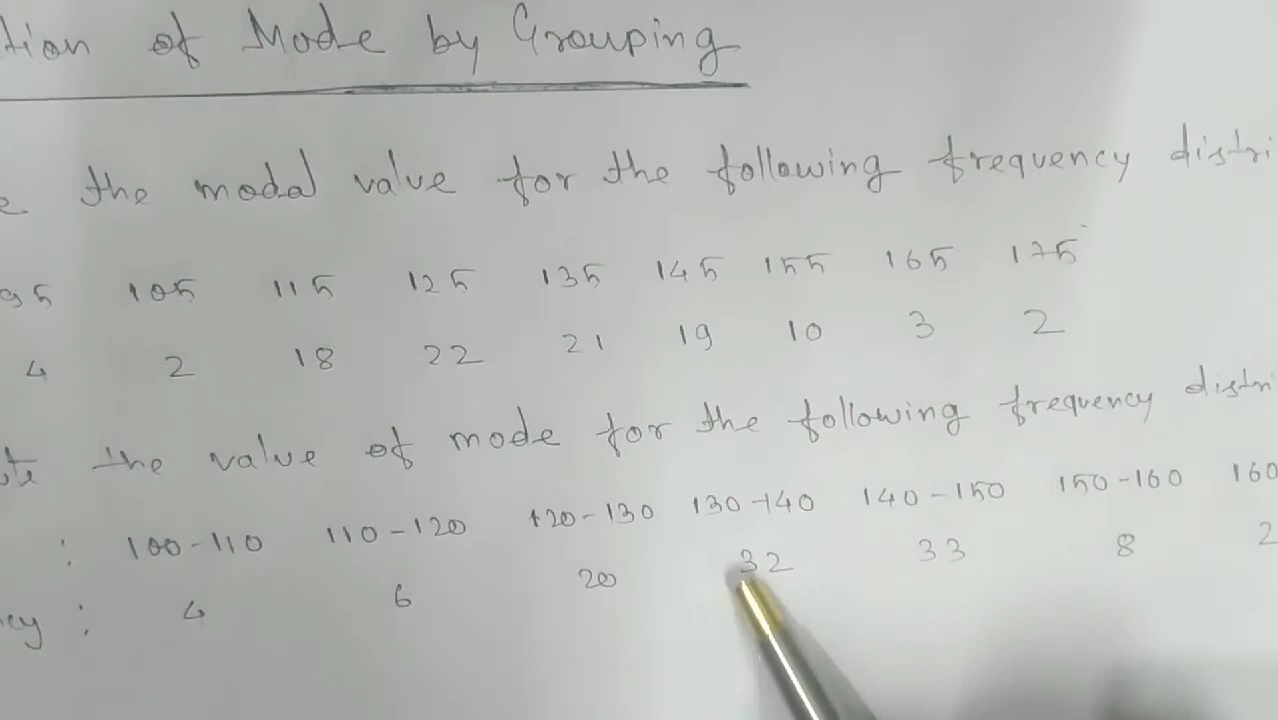 tion of Mode by Grouping
the modal value for the following frequency distri
95 105 115 125 135 145 155 165 175
4 2 18 22 21 19 10 3 2
the value of mode for the following frequency distri
: 100-110 110-120 120-130 130-140 140-150 150-160 160
cy : 4 6 20 32 33 8 2